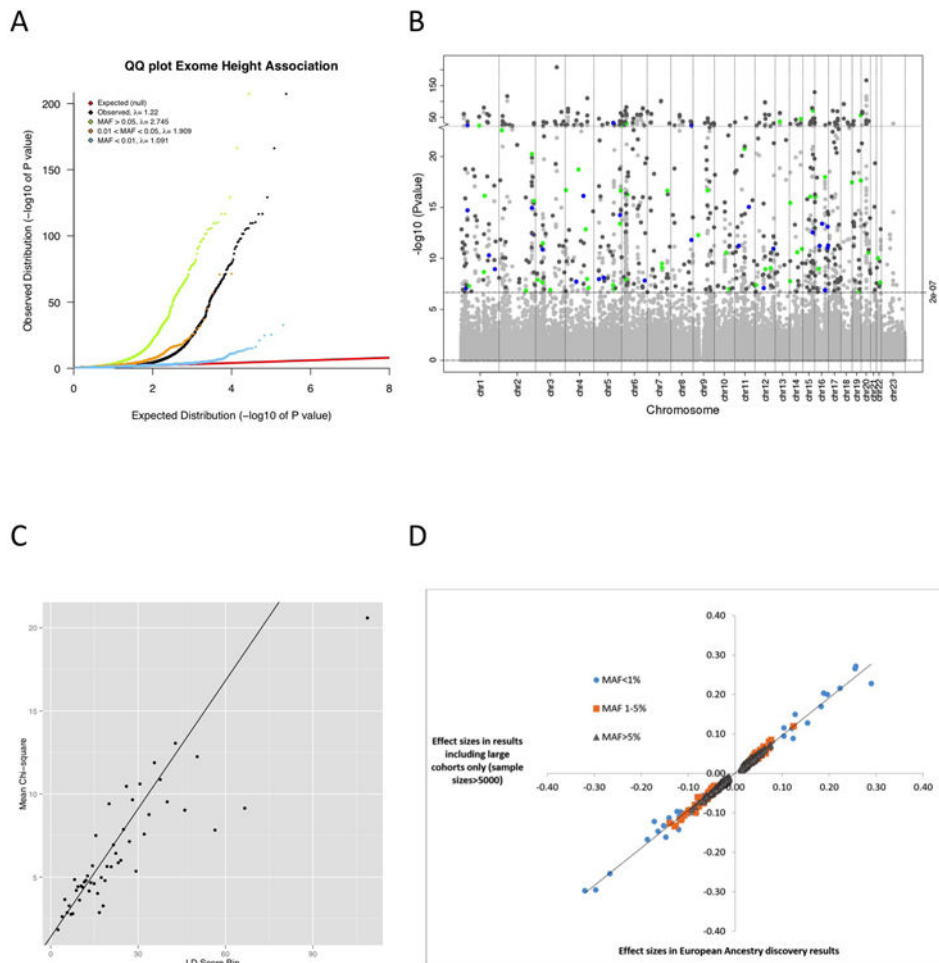 A
QQ plot Exome Height Association
Observed Distribution (−log10 of P value)
200
150
100
50
0
Expected (null)
Observed, λ= 1.22
MAF > 0.05, λ= 2.745
0.01 < MAF < 0.05, λ= 1.909
MAF < 0.01, λ= 1.091
0 2 4 6 8
Expected Distribution (−log10 of P value)
B
-log10 (Pvalue)
150
50
20
15
10
5
0
2e-07
chr1 chr2 chr3 chr4 chr5 chr6 chr7 chr8 chr9 chr10 chr11 chr12 chr13 chr14 chr15 chr16 chr17 chr18 chr19 chr20 chr21 chr22 chr23
Chromosome
C
Mean Chi-square
20
15
10
5
0 30 60 90
LD Score Bin
D
Effect sizes in results
including large
cohorts only (sample
sizes>5000)
MAF<1%
MAF 1-5%
MAF>5%
0.40
0.30
0.20
0.10
0.00
-0.10
-0.20
-0.30
-0.40
-0.40 -0.30 -0.20 -0.10 0.00 0.10 0.20 0.30 0.40
Effect sizes in European Ancestry discovery results